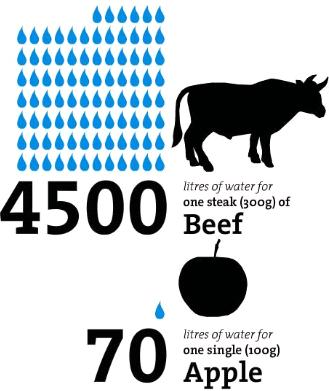 4500
litres of water for
one steak (300g) of
Beef
70
litres of water for
one single (100g)
Apple